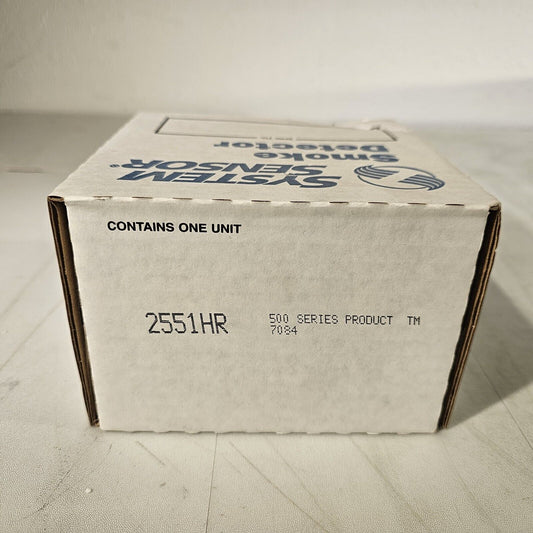 SYSTEM
SENSOR®
Smoke
Detector
CONTAINS ONE UNIT
2551HR
500 SERIES PRODUCT TM
7084